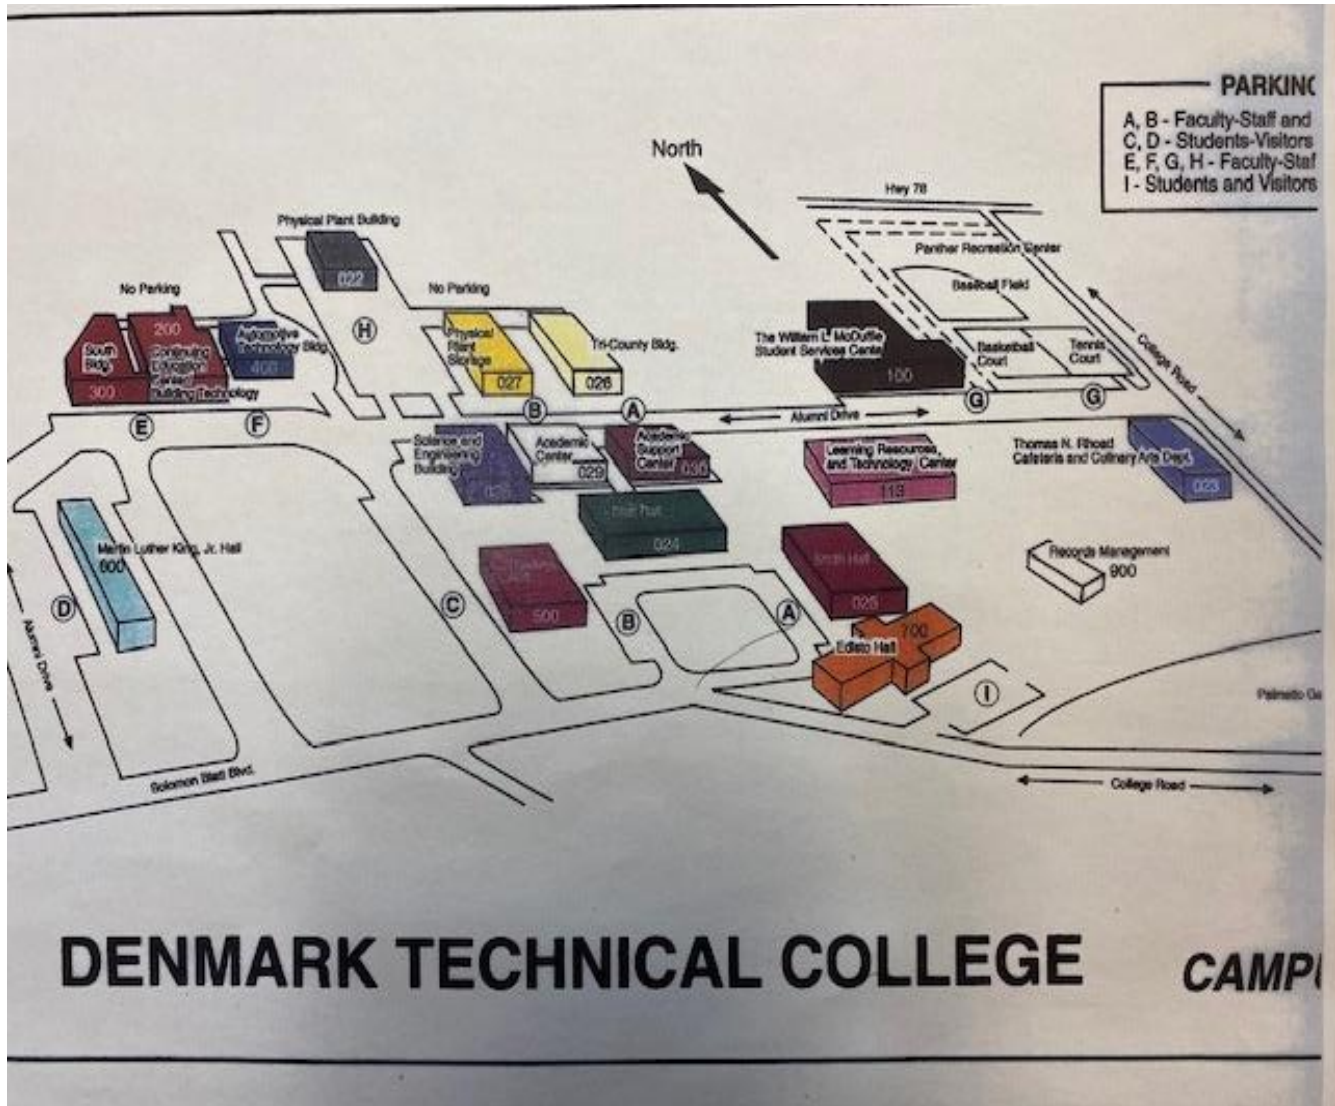 PARKING
A, B - Faculty-Staff and
C, D - Students-Visitors
E, F, G, H - Faculty-Staf
I - Students and Visitors
North
Hwy 78
Physical Plant Building
022
Panther Recreation Center
Baseball Field
No Parking
No Parking
H
200
South
Bldg.
300
Continuing
Education
Center/
Building Technology
Automotive
Technology Bldg.
400
Physical
Plant
Storage
027
Tri-County Bldg.
026
The William L. McDuffie
Student Services Center
100
Basketball
Court
Tennis
Court
College Road
E
F
B
A
Alumni Drive
G
G
Science and
Engineering
Building
Academic
Center
029
Academic
Support
Center
Learning Resources
and Technology Center
113
Thomas N. Rhoad
Cafeteria and Culinary Arts Dept.
023
024
Martin Luther King, Jr. Hall
600
Smith Hall
025
Records Management
900
500
D
C
B
A
Edisto Hall
700
I
Alumni Drive
Palmetto Ga
Solomon Blatt Blvd.
College Road
DENMARK TECHNICAL COLLEGE
CAMPU